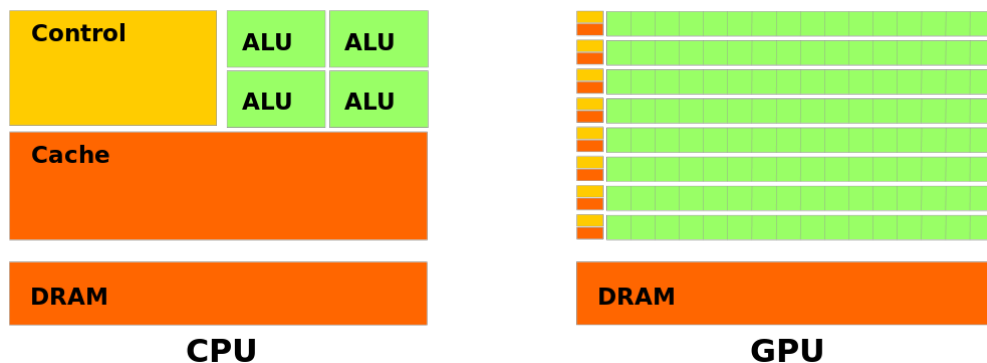 Control
ALU ALU
ALU ALU
Cache
DRAM
CPU
DRAM
GPU